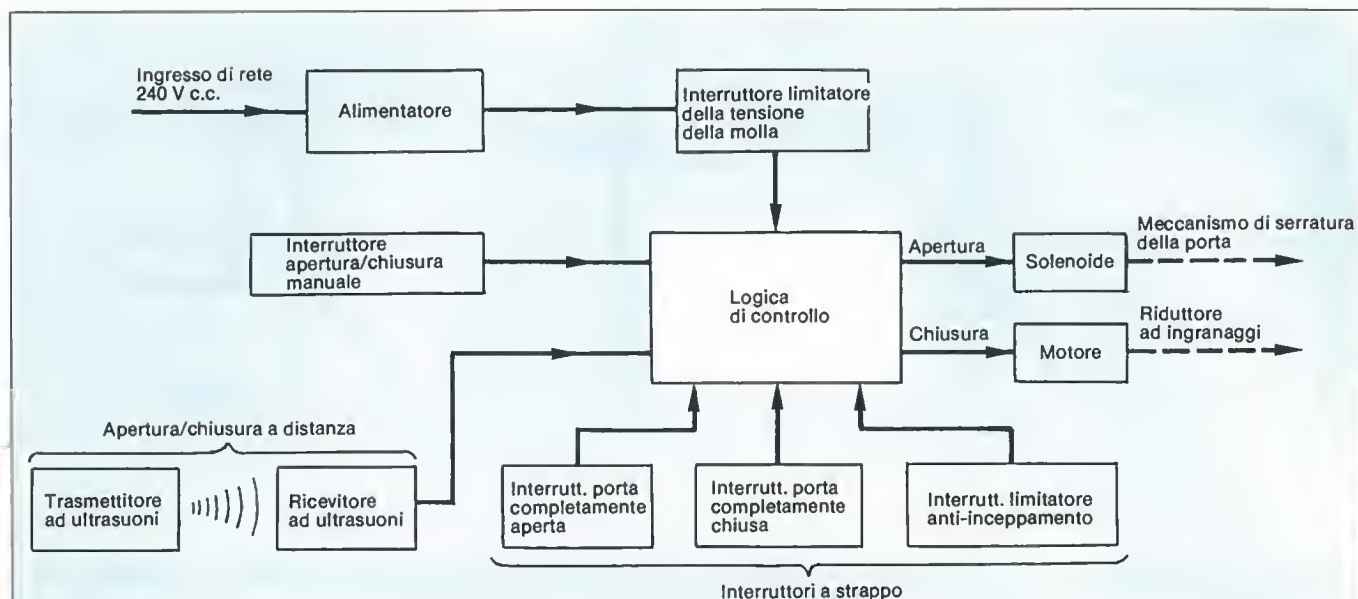 Ingresso di rete
240 V c.c.
Alimentatore
Interruttore limitatore
della tensione
della molla
Interruttore
apertura/chiusura
manuale
Logica
di controllo
Apertura
Solenoide
Meccanismo di serratura
della porta
Chiusura
Motore
Riduttore
ad ingranaggi
Apertura/chiusura a distanza
Trasmettitore
ad ultrasuoni
Ricevitore
ad ultrasuoni
Interrutt. porta
completamente
aperta
Interrutt. porta
completamente
chiusa
Interrutt. limitatore
anti-inceppamento
Interruttori a strappo